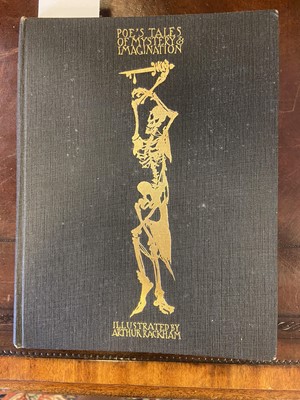 POE'S TALES
OF MYSTERY &
IMAGINATION
ILLUSTRATED BY
ARTHUR RACKHAM